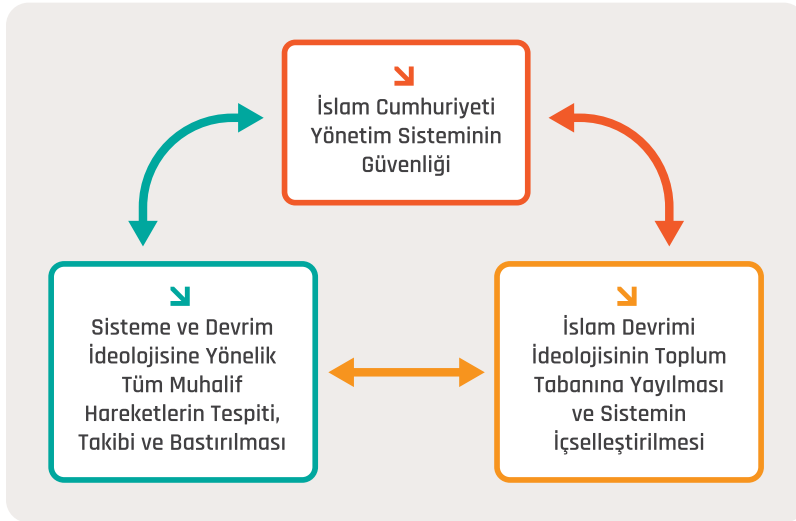 İslam Cumhuriyeti
Yönetim Sisteminin
Güvenliği
Sisteme ve Devrim
İdeolojisine Yönelik
Tüm Muhalif
Hareketlerin Tespiti,
Takibi ve Bastırılması
İslam Devrimi
İdeolojisinin Toplum
Tabanına Yayılması
ve Sistemin
İçselleştirilmesi